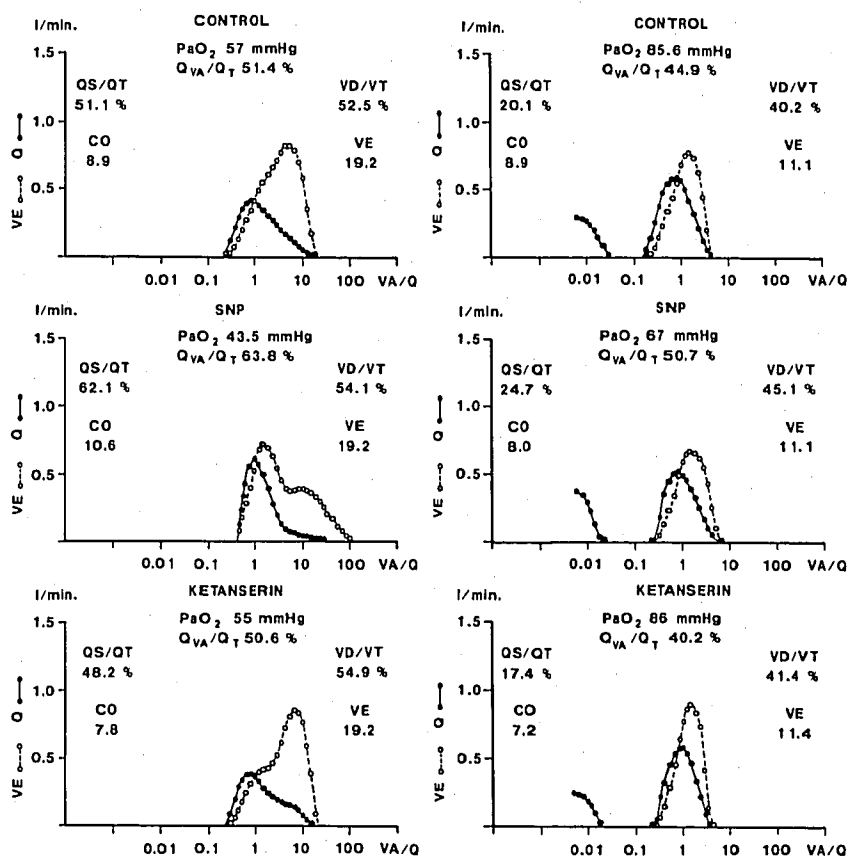 CONTROL
l/min.
PaO2 57 mmHg
QVA/QT 51.4 %
QS/QT
51.1 %
VD/VT
52.5 %
CO
8.9
VE
19.2
1.5
1.0
0.5
VE Q
0.01 0.1 1 10 100 VA/Q
CONTROL
l/min.
PaO2 85.6 mmHg
QVA/QT 44.9 %
QS/QT
20.1 %
VD/VT
40.2 %
CO
8.9
VE
11.1
1.5
1.0
0.5
VE Q
0.01 0.1 1 10 100 VA/Q
SNP
l/min.
PaO2 43.5 mmHg
QVA/QT 63.8 %
QS/QT
62.1 %
VD/VT
54.1 %
CO
10.6
VE
19.2
1.5
1.0
0.5
VE Q
0.01 0.1 1 10 100 VA/Q
SNP
l/min.
PaO2 67 mmHg
QVA/QT 50.7 %
QS/QT
24.7 %
VD/VT
45.1 %
CO
8.0
VE
11.1
1.5
1.0
0.5
VE Q
0.01 0.1 1 10 100 VA/Q
KETANSERIN
l/min.
PaO2 55 mmHg
QVA/QT 50.6 %
QS/QT
48.2 %
VD/VT
54.9 %
CO
7.8
VE
19.2
1.5
1.0
0.5
VE Q
0.01 0.1 1 10 100 VA/Q
KETANSERIN
l/min.
PaO2 86 mmHg
QVA/QT 40.2 %
QS/QT
17.4 %
VD/VT
41.4 %
CO
7.2
VE
11.4
1.5
1.0
0.5
VE Q
0.01 0.1 1 10 100 VA/Q